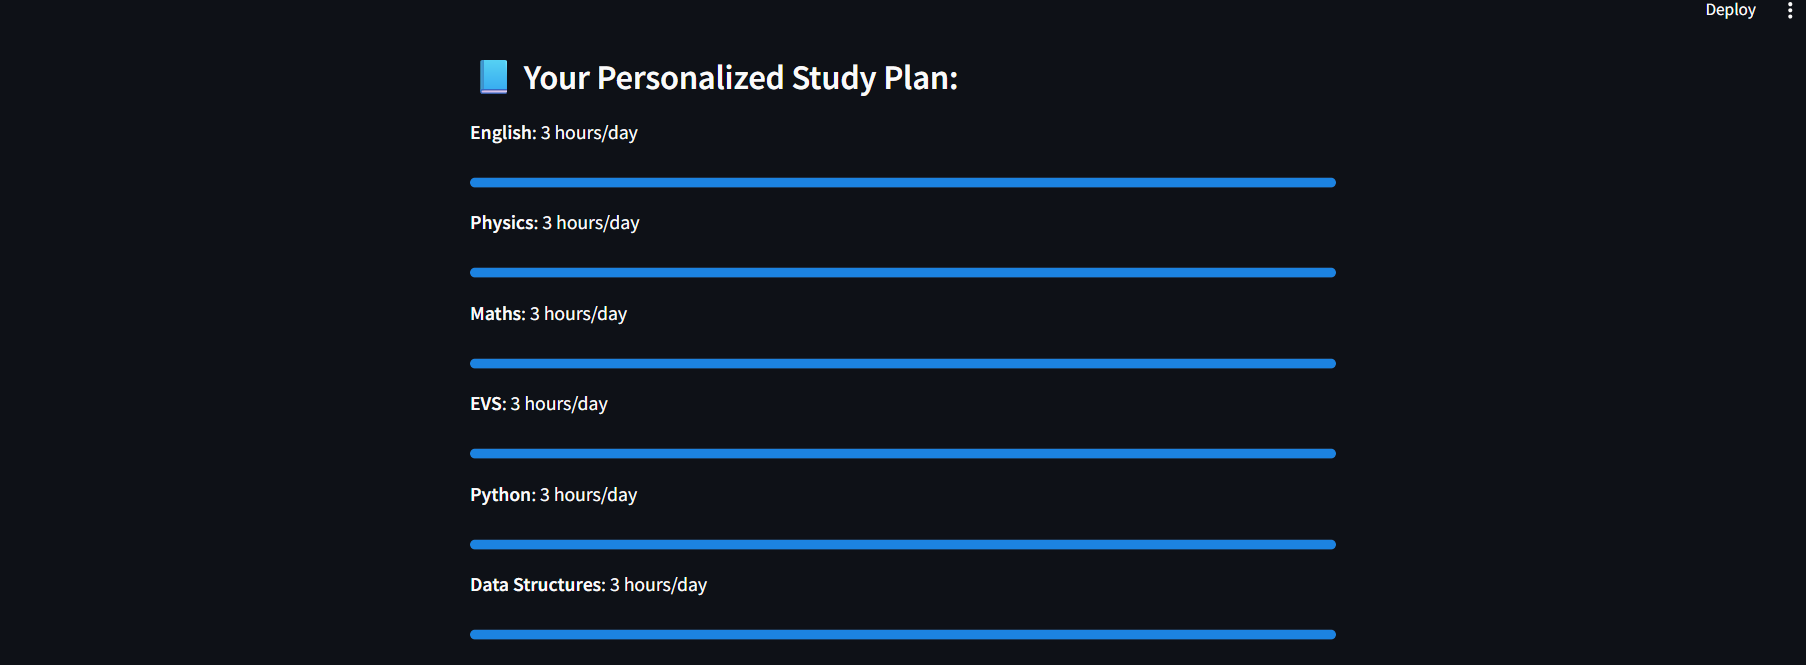 Deploy
Your Personalized Study Plan:
English: 3 hours/day
Physics: 3 hours/day
Maths: 3 hours/day
EVS: 3 hours/day
Python: 3 hours/day
Data Structures: 3 hours/day